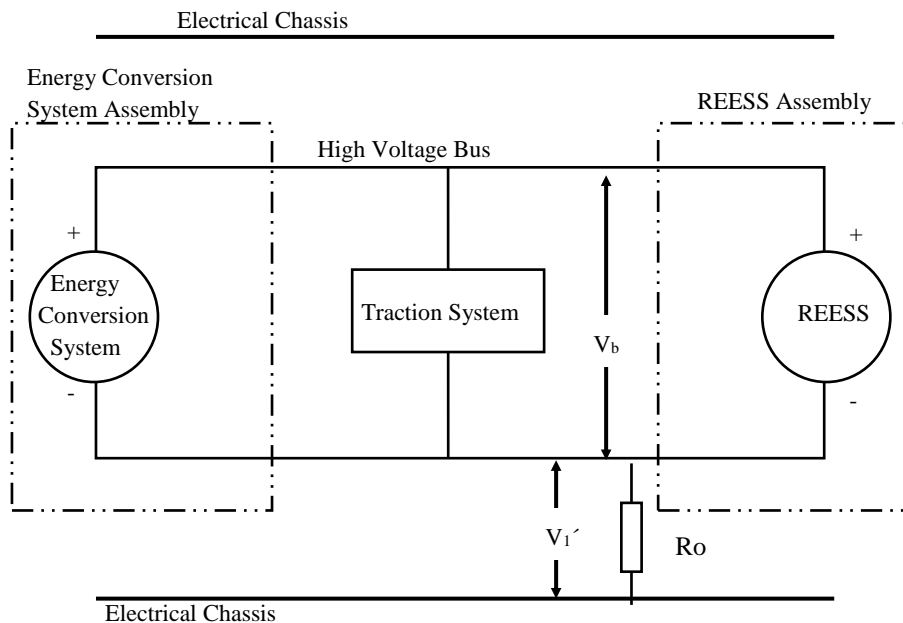 Electrical Chassis
Energy Conversion
System Assembly
REESS Assembly
High Voltage Bus
+
+
Energy
Conversion
System
Traction System
REESS
Vb
-
-
V1´
Ro
Electrical Chassis